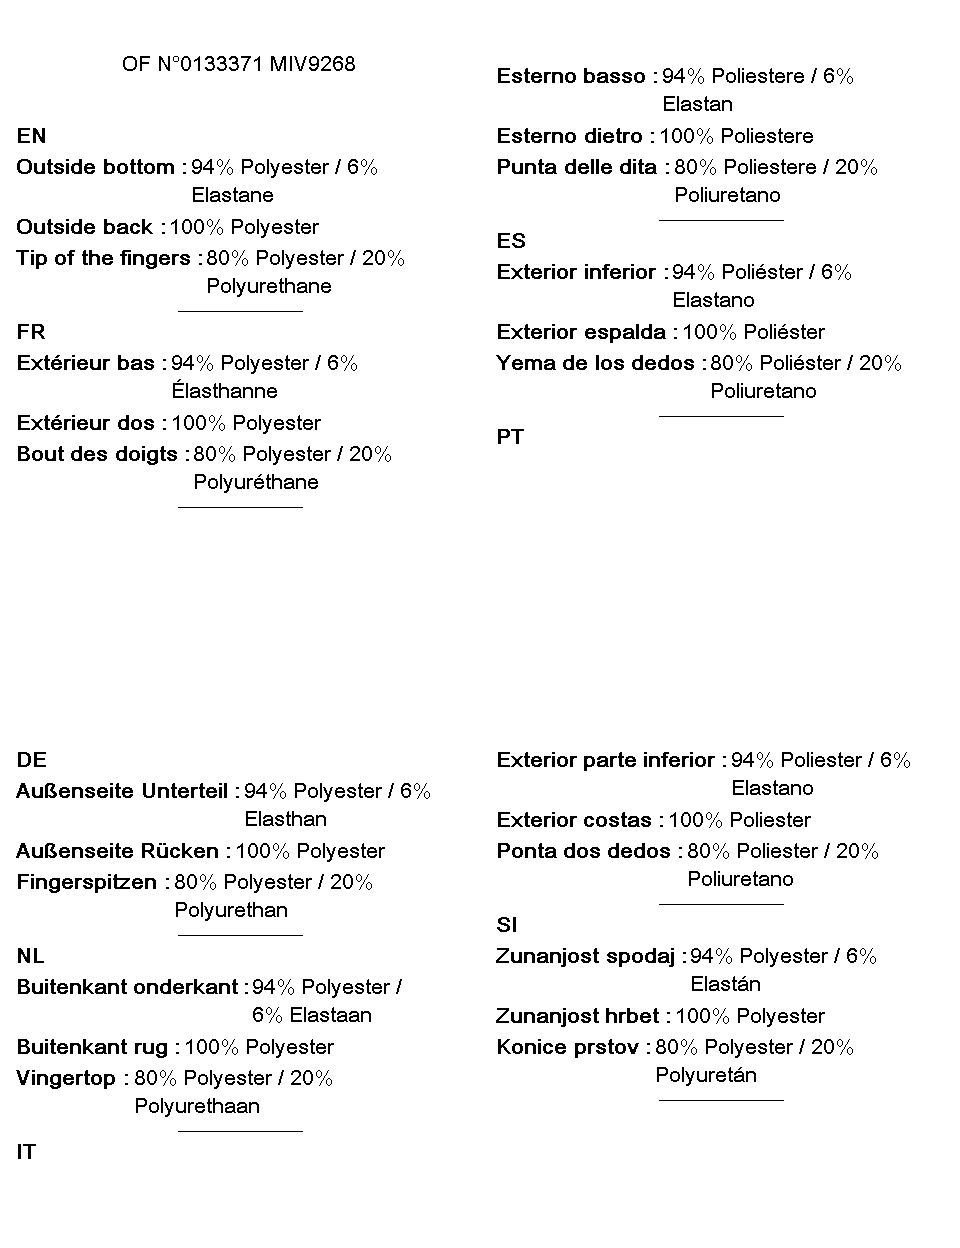 OF N°0133371 MIV9268
EN
Outside bottom : 94% Polyester / 6%
Elastane
Outside back : 100% Polyester
Tip of the fingers : 80% Polyester / 20%
Polyurethane
FR
Extérieur bas : 94% Polyester / 6%
Élasthanne
Extérieur dos : 100% Polyester
Bout des doigts : 80% Polyester / 20%
Polyuréthane
DE
Außenseite Unterteil : 94% Polyester / 6%
Elasthan
Außenseite Rücken : 100% Polyester
Fingerspitzen : 80% Polyester / 20%
Polyurethan
NL
Buitenkant onderkant : 94% Polyester /
6% Elastaan
Buitenkant rug : 100% Polyester
Vingertop : 80% Polyester / 20%
Polyurethaan
IT
Esterno basso : 94% Poliestere / 6%
Elastan
Esterno dietro : 100% Poliestere
Punta delle dita : 80% Poliestere / 20%
Poliuretano
ES
Exterior inferior : 94% Poliéster / 6%
Elastano
Exterior espalda : 100% Poliéster
Yema de los dedos : 80% Poliéster / 20%
Poliuretano
PT
Exterior parte inferior : 94% Poliester / 6%
Elastano
Exterior costas : 100% Poliester
Ponta dos dedos : 80% Poliester / 20%
Poliuretano
SI
Zunanjost spodaj : 94% Polyester / 6%
Elastán
Zunanjost hrbet : 100% Polyester
Konice prstov : 80% Polyester / 20%
Polyuretán